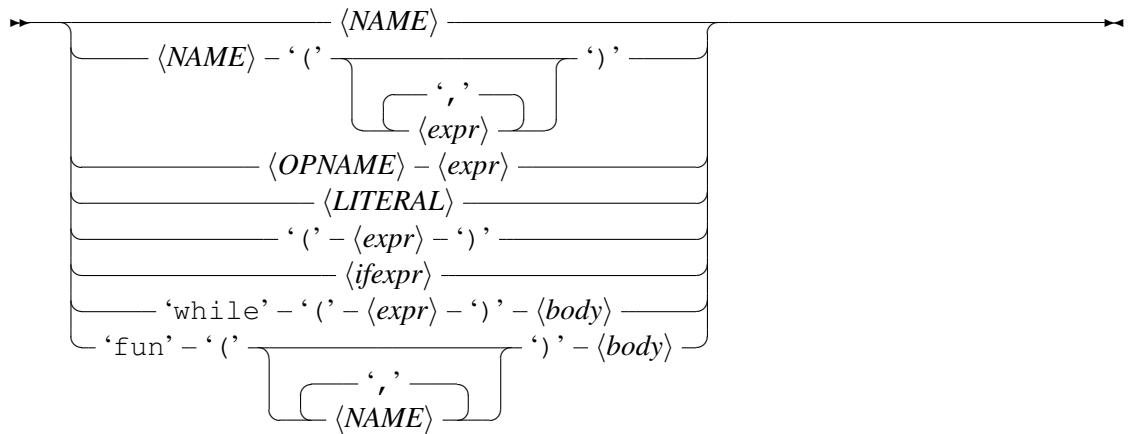 ⟨NAME⟩
⟨NAME⟩ ‘(’ ‘)’
‘,’
⟨expr⟩
⟨OPNAME⟩ ⟨expr⟩
⟨LITERAL⟩
‘(’ ⟨expr⟩ ‘)’
⟨ifexpr⟩
‘while’ ‘(’ ⟨expr⟩ ‘)’ ⟨body⟩
‘fun’ ‘(’ ‘)’ ⟨body⟩
‘,’
⟨NAME⟩